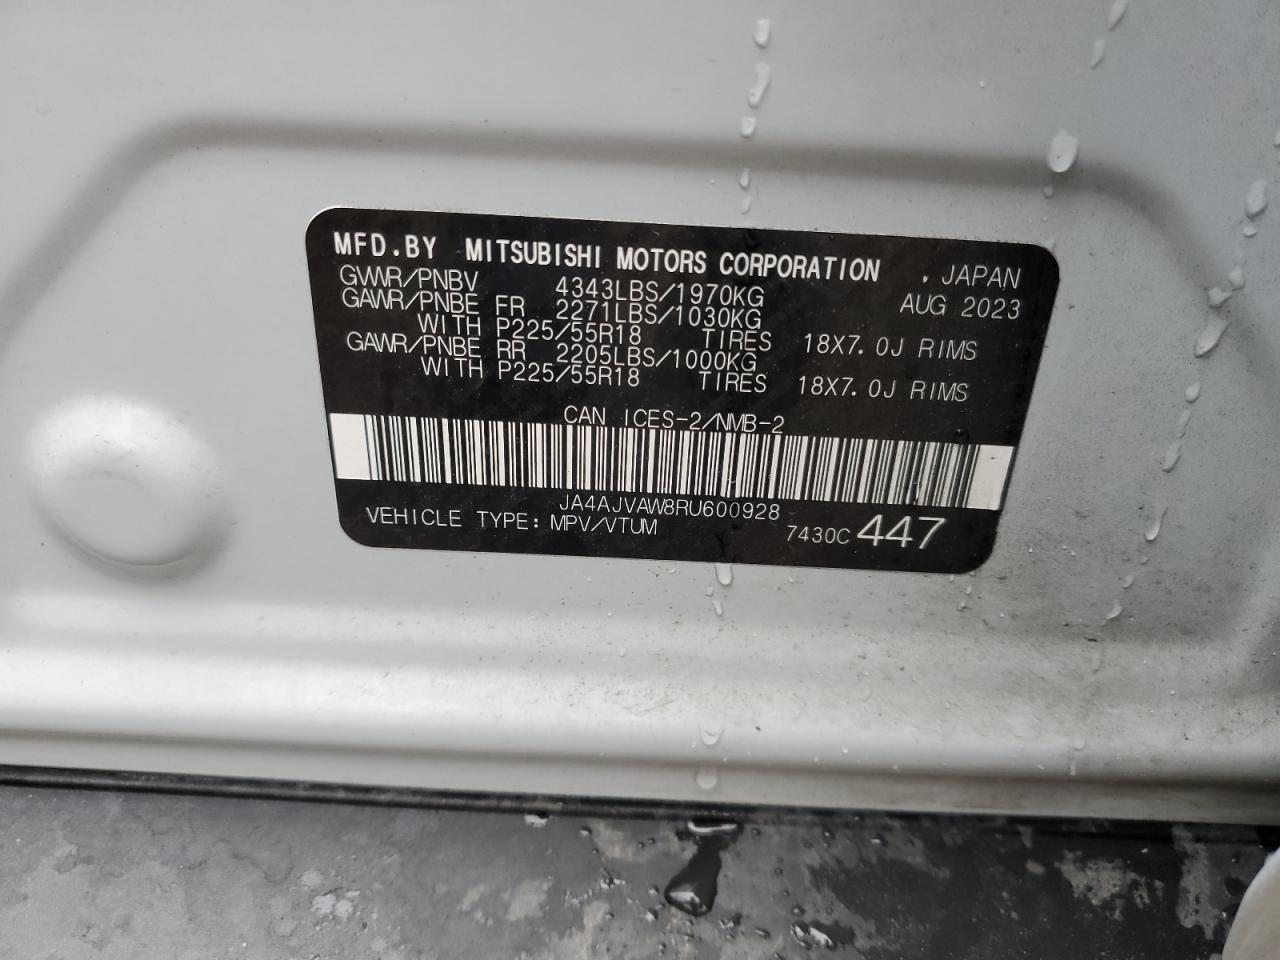 MFD.BY MITSUBISHI MOTORS CORPORATION . JAPAN
GVWR/PNBV 4343LBS/1970KG AUG 2023
GAWR/PNBE FR 2271LBS/1030KG
WITH P225/55R18 TIRES 18X7.0J RIMS
GAWR/PNBE RR 2205LBS/1000KG
WITH P225/55R18 TIRES 18X7.0J RIMS
CAN ICES-2/NMB-2
JA4AJVAW8RU600928
VEHICLE TYPE: MPV/VTUM 7430C 447